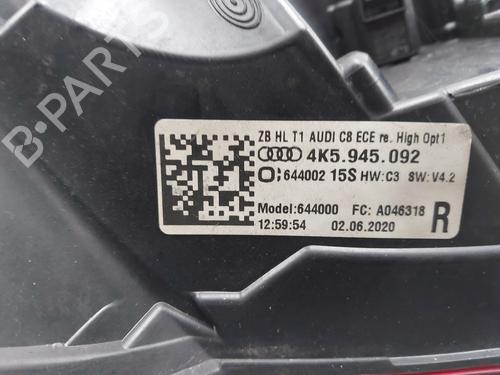 B-PARTS
ZB HL T1 AUDI C8 ECE re. High Opt1
4K5.945.092
644002 15S HW:C3 SW:V4.2
Model:644000 FC: A046318
12:59:54 02.06.2020 R